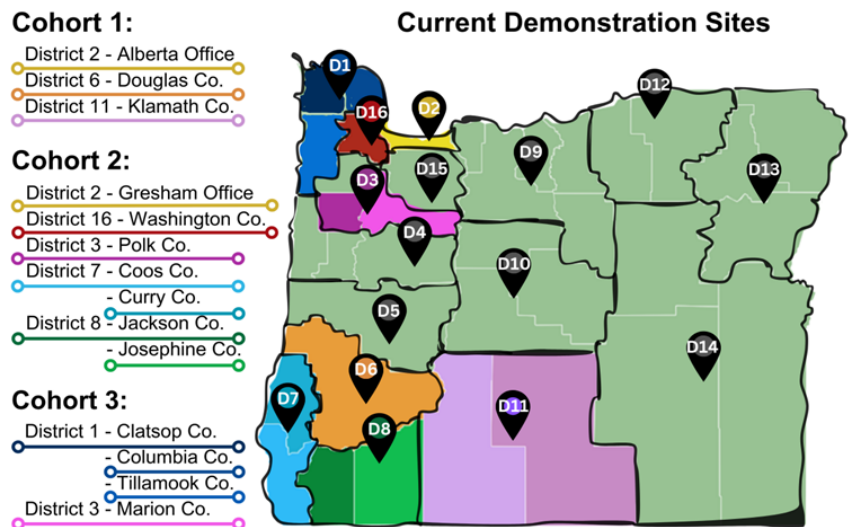 Cohort 1:
District 2 - Alberta Office
District 6 - Douglas Co.
District 11 - Klamath Co.
Cohort 2:
District 2 - Gresham Office
District 16 - Washington Co.
District 3 - Polk Co.
District 7 - Coos Co.
- Curry Co.
District 8 - Jackson Co.
- Josephine Co.
Cohort 3:
District 1 - Clatsop Co.
- Columbia Co.
- Tillamook Co.
District 3 - Marion Co.
Current Demonstration Sites
D1
D12
D16
D2
D9
D15
D13
D3
D4
D10
D5
D14
D6
D7
D11
D8